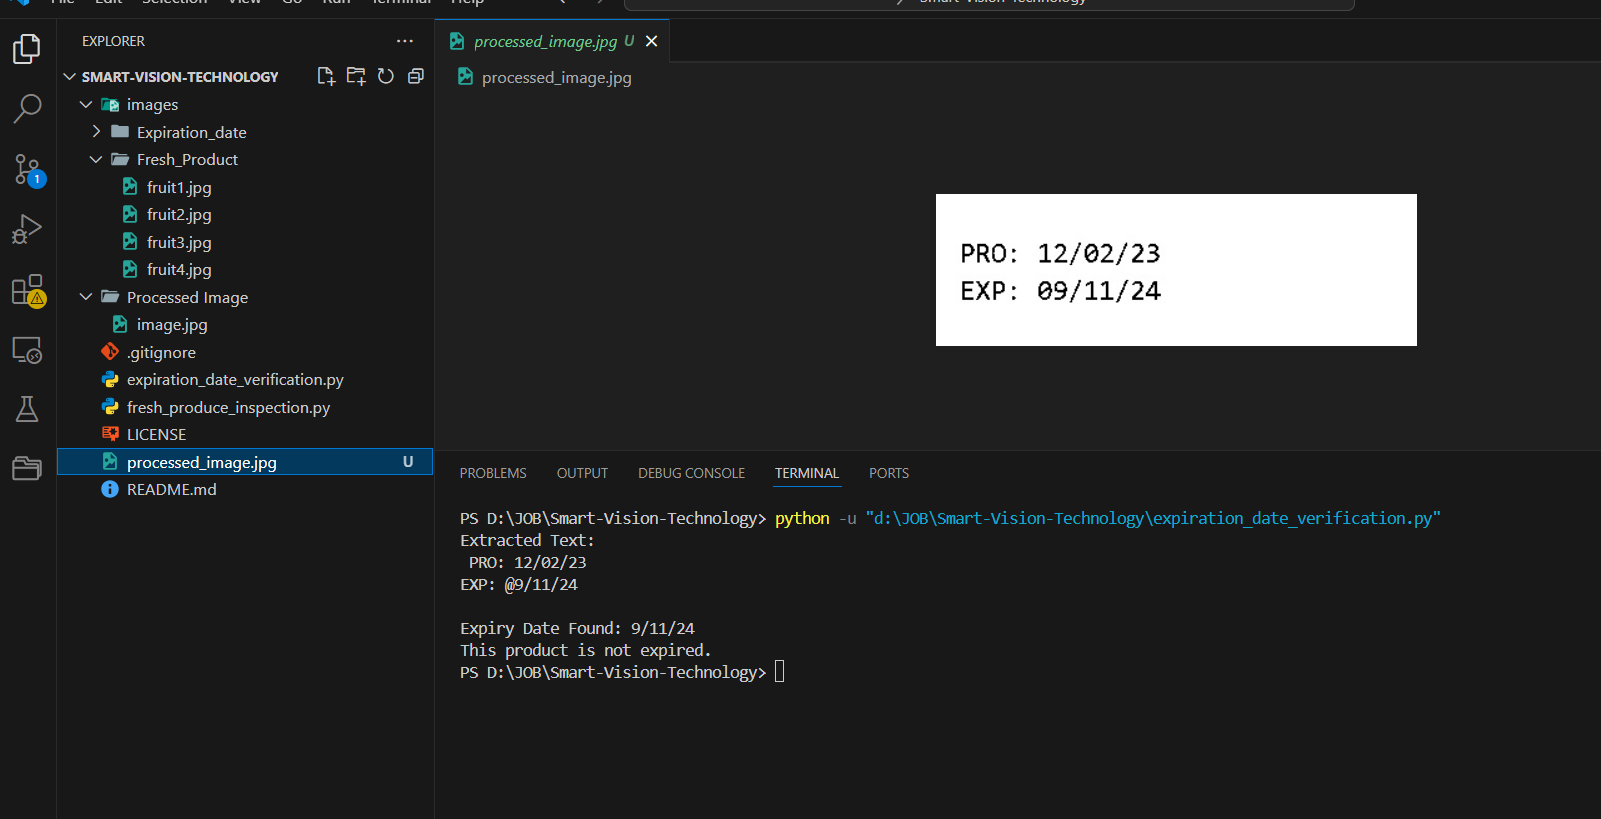 File Edit Selection View Go Run Terminal Help
Smart-Vision-Technology
EXPLORER
SMART-VISION-TECHNOLOGY
images
Expiration_date
Fresh_Product
fruit1.jpg
fruit2.jpg
fruit3.jpg
fruit4.jpg
Processed Image
image.jpg
.gitignore
expiration_date_verification.py
fresh_produce_inspection.py
LICENSE
processed_image.jpg U
README.md
1
processed_image.jpg U
processed_image.jpg
PRO: 12/02/23
EXP: 09/11/24
PROBLEMS OUTPUT DEBUG CONSOLE TERMINAL PORTS
PS D:\JOB\Smart-Vision-Technology> python -u "d:\JOB\Smart-Vision-Technology\expiration_date_verification.py"
Extracted Text:
PRO: 12/02/23
EXP: @9/11/24
Expiry Date Found: 9/11/24
This product is not expired.
PS D:\JOB\Smart-Vision-Technology>